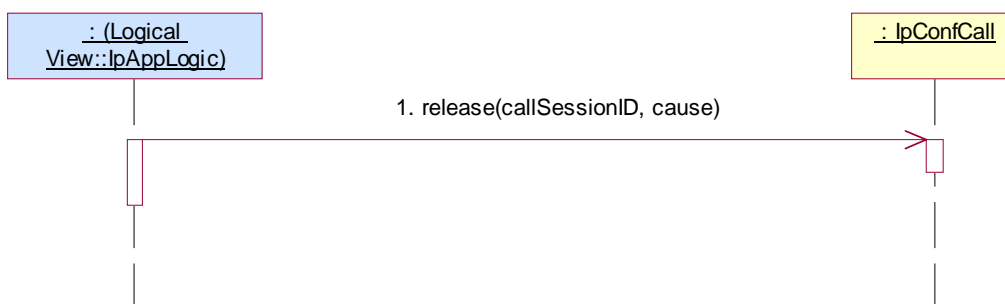 : (Logical
View::IpAppLogic)
: IpConfCall
1. release(callSessionID, cause)